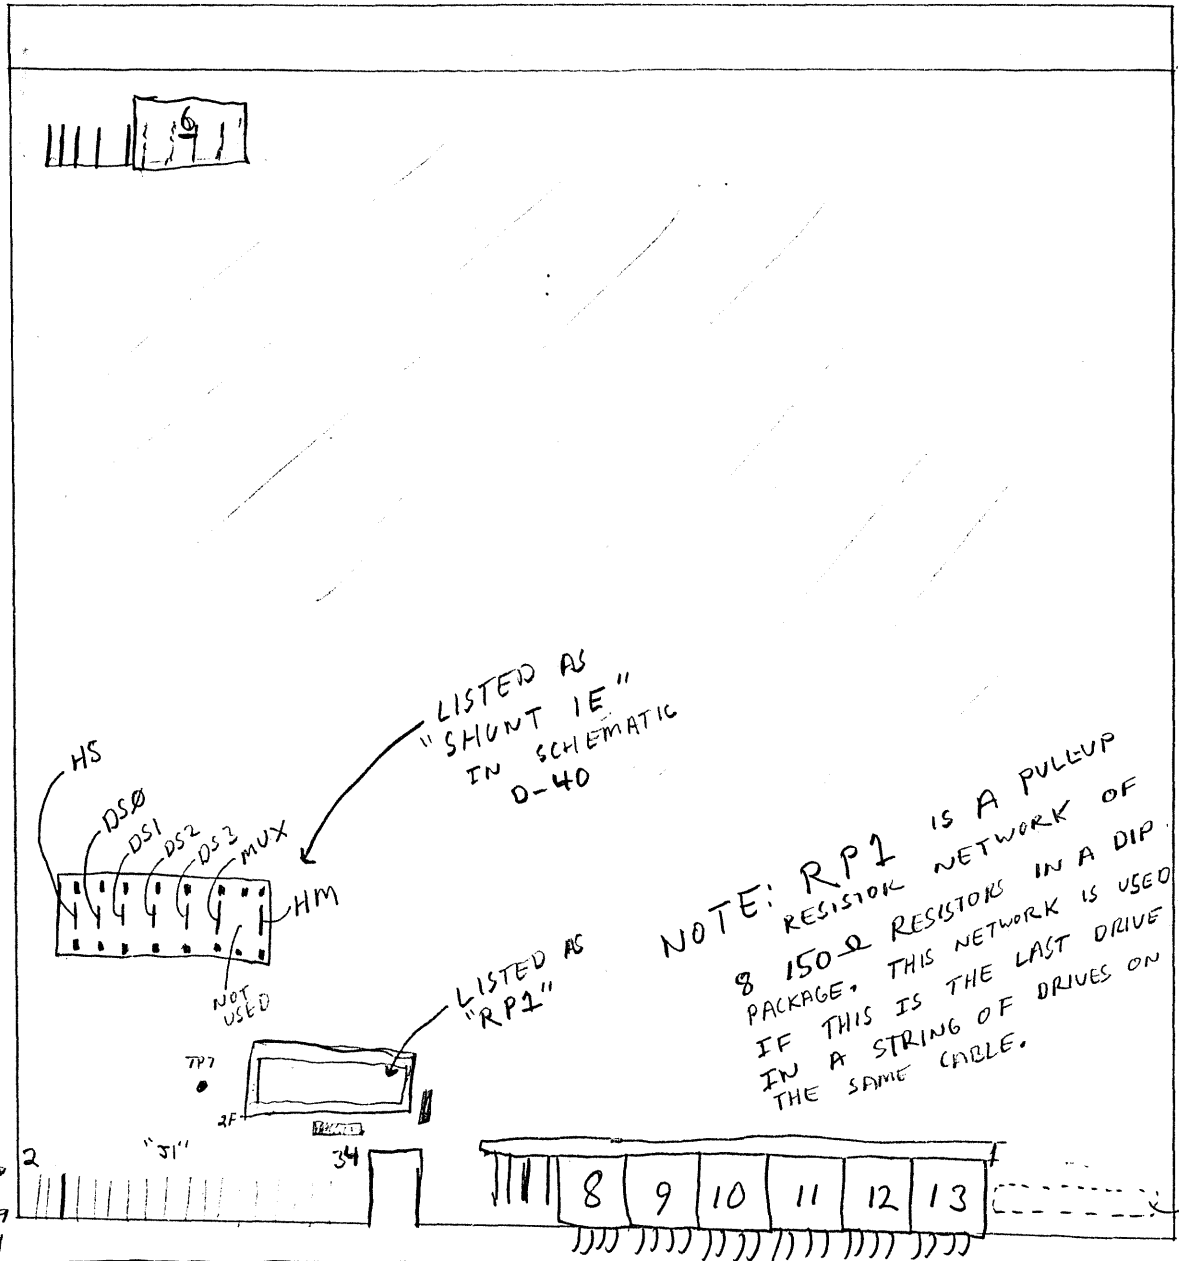 6
LISTED AS
"SHUNT 1E"
IN SCHEMATIC
D-40
HS
DSØ
DS1
DS2
DS3
MUX
HM
NOT
USED
NOTE: RP1 IS A PULL-UP
RESISTOR NETWORK OF
8 150Ω RESISTORS IN A DIP
PACKAGE. THIS NETWORK IS USED
IF THIS IS THE LAST DRIVE
IN A STRING OF DRIVES ON
THE SAME CABLE.
LISTED AS
"RP1"
TP7
2F
"J1"
2
34
8 9 10 11 12 13